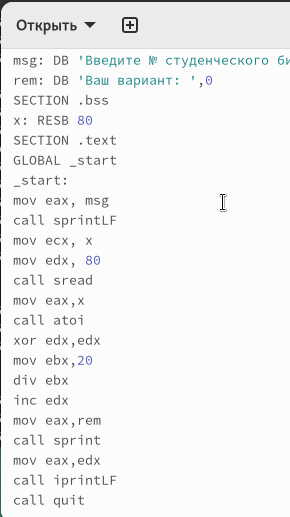 Открыть
msg: DB 'Введите № студенческого
rem: DB 'Ваш вариант: ',0
SECTION .bss
x: RESB 80
SECTION .text
GLOBAL _start
_start:
mov eax, msg
call sprintLF
mov ecx, x
mov edx, 80
call sread
mov eax,x
call atoi
xor edx,edx
mov ebx,20
div ebx
inc edx
mov eax,rem
call sprint
mov eax,edx
call iprintLF
call quit